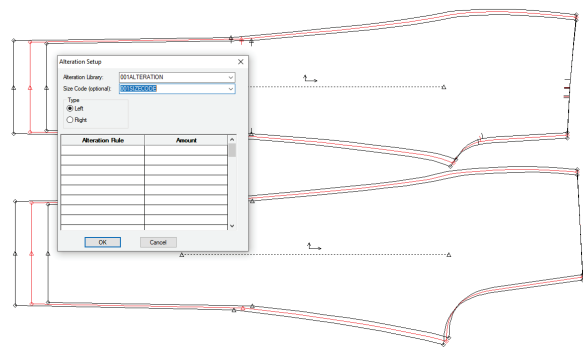 Alteration Setup
Alteration Library: 001ALTERATION
Size Code (optional): 001SIZECODE
Type
Left
Right
Alteration Rule Amount
OK Cancel